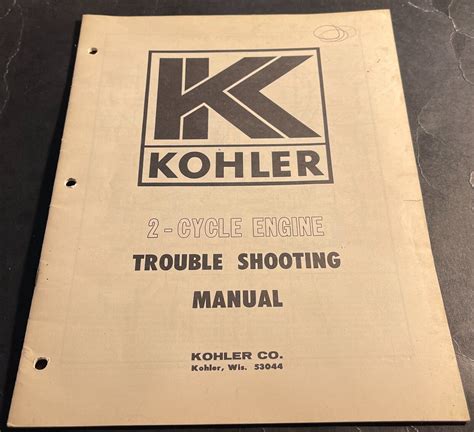 K
KOHLER
2-CYCLE ENGINE
TROUBLE SHOOTING
MANUAL
KOHLER CO.
Kohler, Wis. 53044